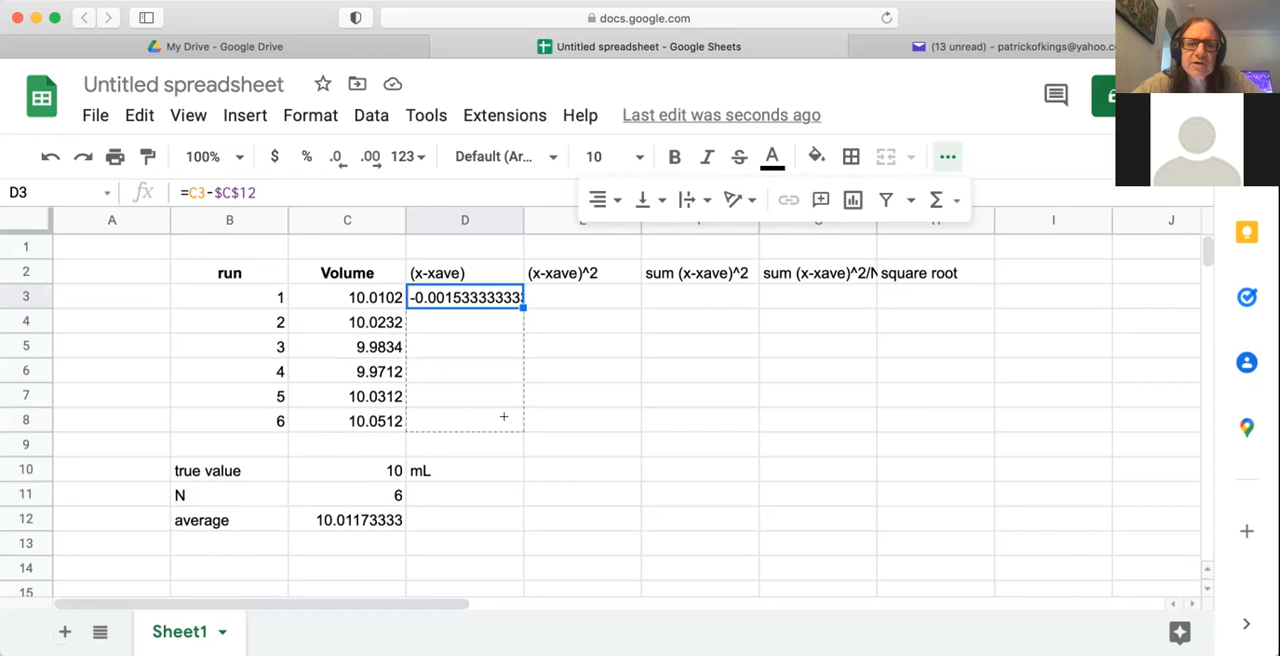 docs.google.com
My Drive - Google Drive
Untitled spreadsheet - Google Sheets
(13 unread) - patrickofkings@yahoo.c
Untitled spreadsheet
File Edit View Insert Format Data Tools Extensions Help Last edit was seconds ago
100% $ % .0 .00 123 Default (Ar... 10 B I S A
D3 fx =C3-$C$12
A B C D I J
1
2 run Volume (x-xave) (x-xave)^2 sum (x-xave)^2 sum (x-xave)^2/N square root
3 1 10.0102 -0.001533333333
4 2 10.0232
5 3 9.9834
6 4 9.9712
7 5 10.0312
8 6 10.0512
9
10 true value 10 mL
11 N 6
12 average 10.01173333
13
14
15
Sheet1